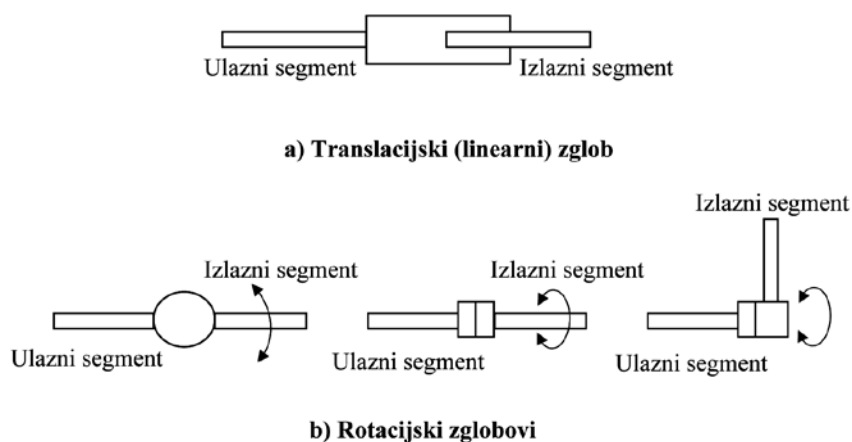 Ulazni segment
Izlazni segment
a) Translacijski (linearni) zglob
Izlazni segment
Ulazni segment
Izlazni segment
Ulazni segment
Izlazni segment
Ulazni segment
b) Rotacijski zglobovi